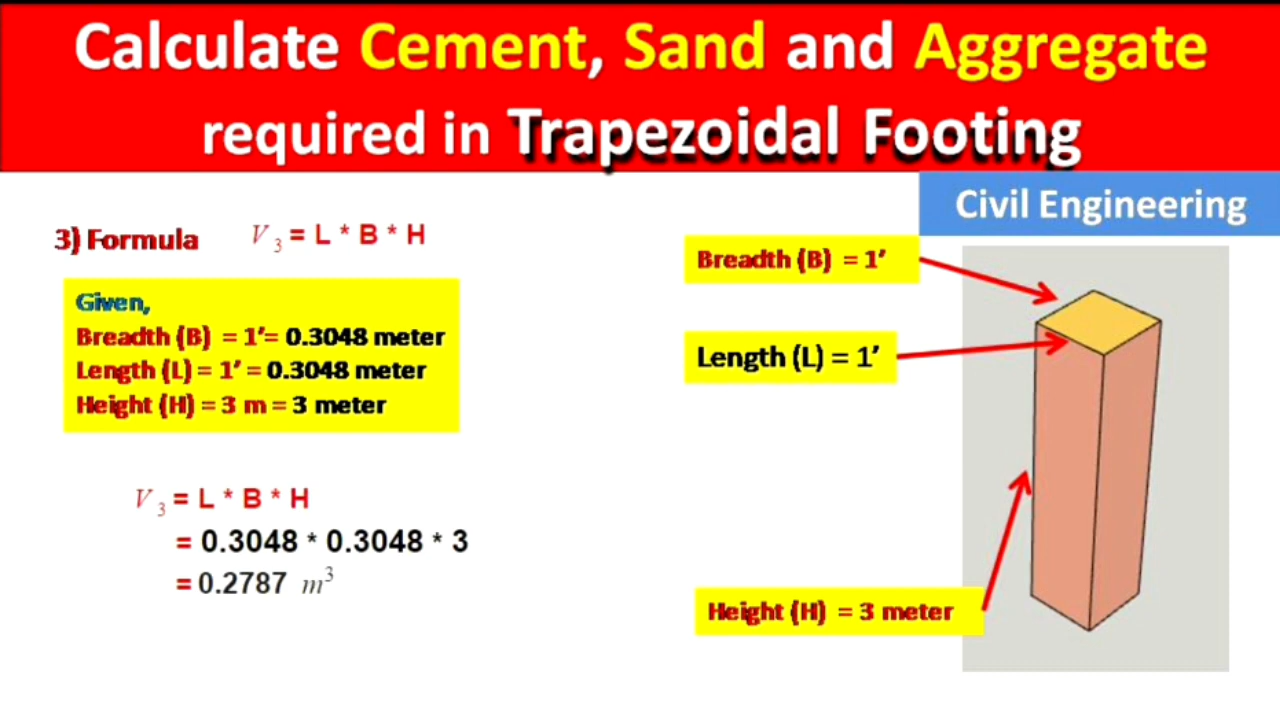 Calculate Cement, Sand and Aggregate
required in Trapezoidal Footing
Civil Engineering
3) Formula V3 = L * B * H
Given,
Breadth (B) = 1'= 0.3048 meter
Length (L) = 1' = 0.3048 meter
Height (H) = 3 m = 3 meter
V3 = L * B * H
= 0.3048 * 0.3048 * 3
= 0.2787 m³
Breadth (B) = 1'
Length (L) = 1'
Height (H) = 3 meter